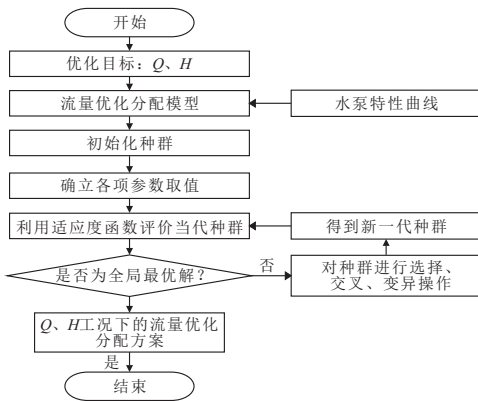 开始
优化目标：Q、H
流量优化分配模型
水泵特性曲线
初始化种群
确立各项参数取值
利用适应度函数评价当代种群
得到新一代种群
是否为全局最优解？
否
对种群进行选择、
交叉、变异操作
Q、H工况下的流量优化
分配方案
是
结束